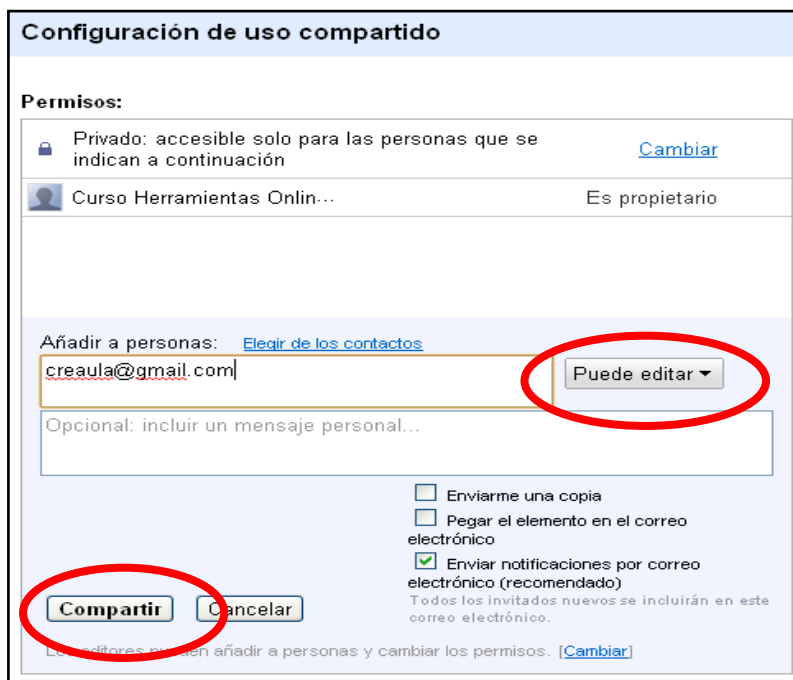 Configuración de uso compartido
Permisos:
Privado: accesible solo para las personas que se
indican a continuación
Cambiar
Curso Herramientas Onlin...
Es propietario
Añadir a personas: Elegir de los contactos
creaula@gmail.com
Puede editar
Opcional: incluir un mensaje personal...
Enviarme una copia
Pegar el elemento en el correo
electrónico
Enviar notificaciones por correo
electrónico (recomendado)
Todos los invitados nuevos se incluirán en este
correo electrónico.
Compartir
Cancelar
Los editores pueden añadir a personas y cambiar los permisos. [Cambiar]